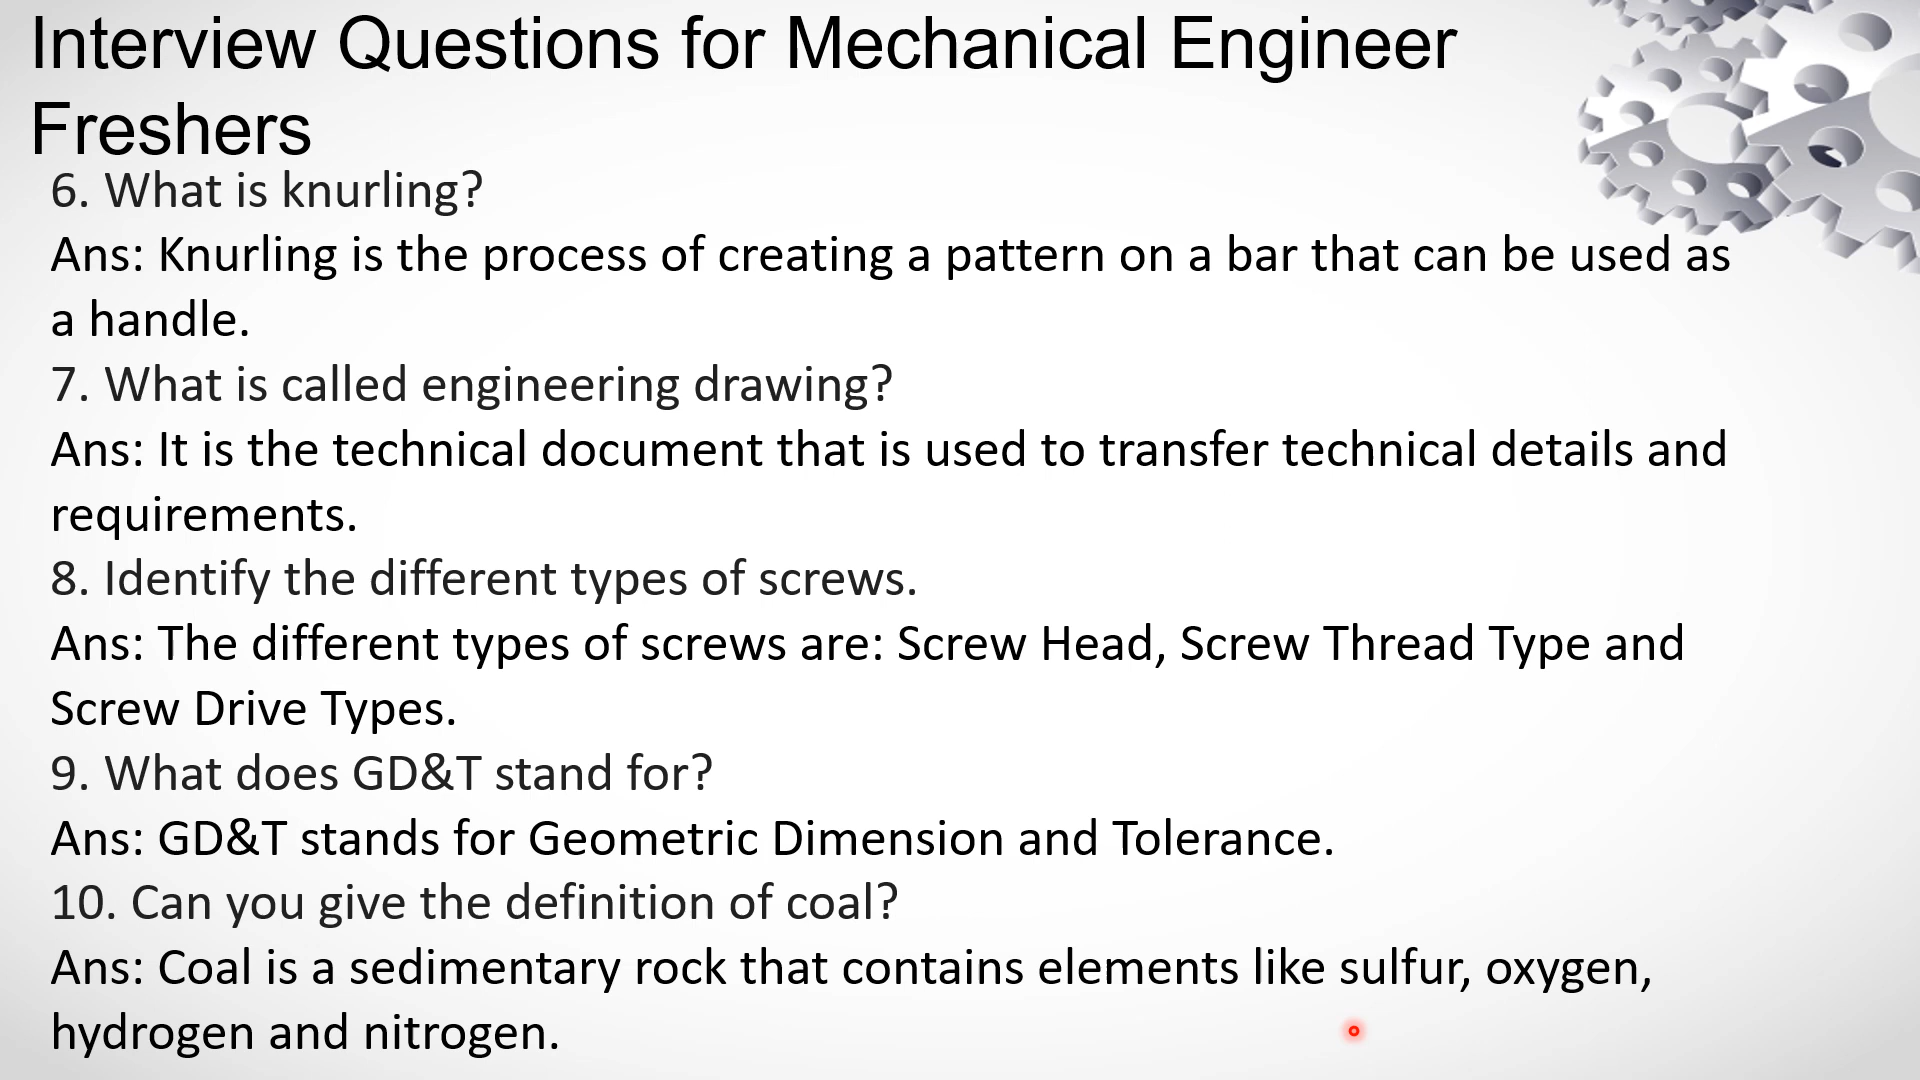 Interview Questions for Mechanical Engineer
Freshers
6. What is knurling?
Ans: Knurling is the process of creating a pattern on a bar that can be used as
a handle.
7. What is called engineering drawing?
Ans: It is the technical document that is used to transfer technical details and
requirements.
8. Identify the different types of screws.
Ans: The different types of screws are: Screw Head, Screw Thread Type and
Screw Drive Types.
9. What does GD&T stand for?
Ans: GD&T stands for Geometric Dimension and Tolerance.
10. Can you give the definition of coal?
Ans: Coal is a sedimentary rock that contains elements like sulfur, oxygen,
hydrogen and nitrogen.